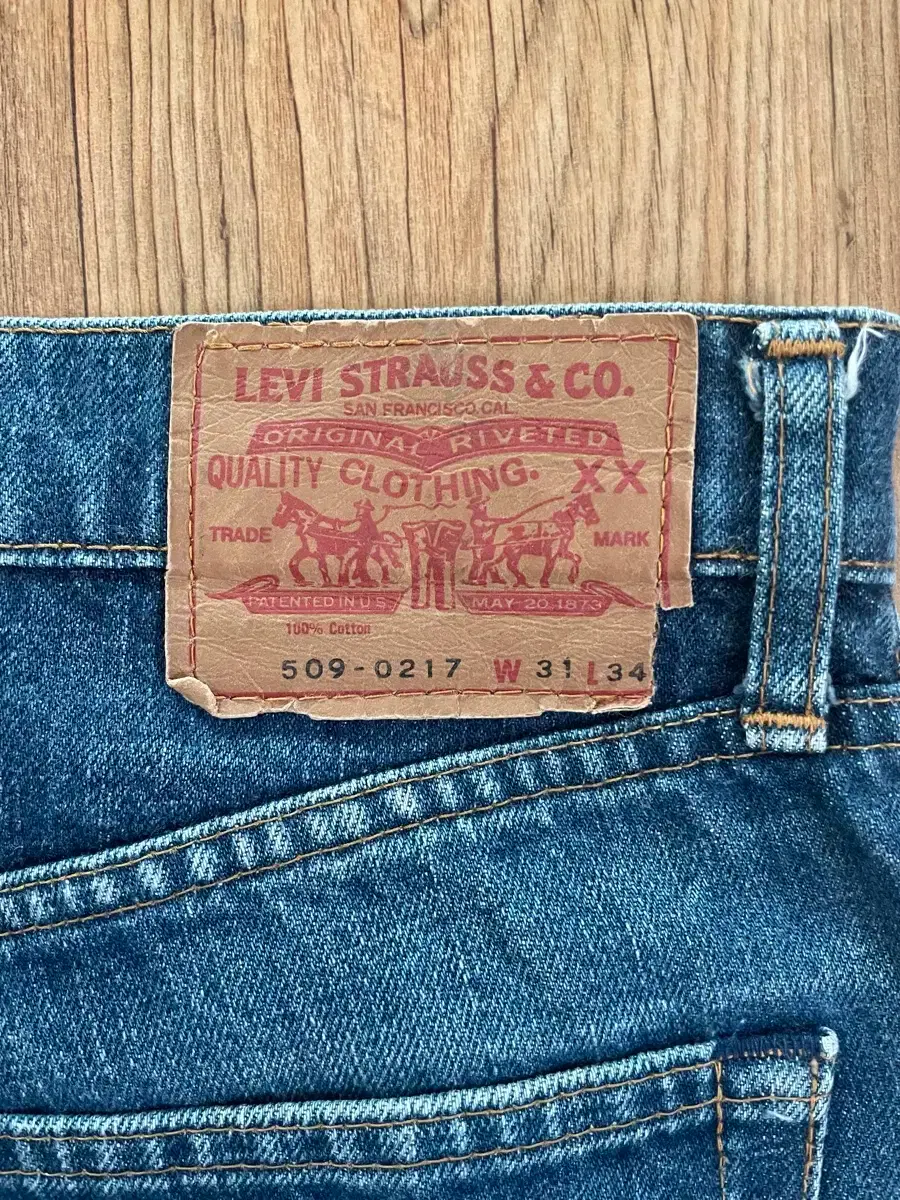 LEVI STRAUSS & CO.
SAN FRANCISCO, CAL
ORIGINAL RIVETED
QUALITY CLOTHING. XX
TRADE MARK
PATENTED IN U S MAY 20, 1873
100% Cotton
509-0217 W 31 L 34